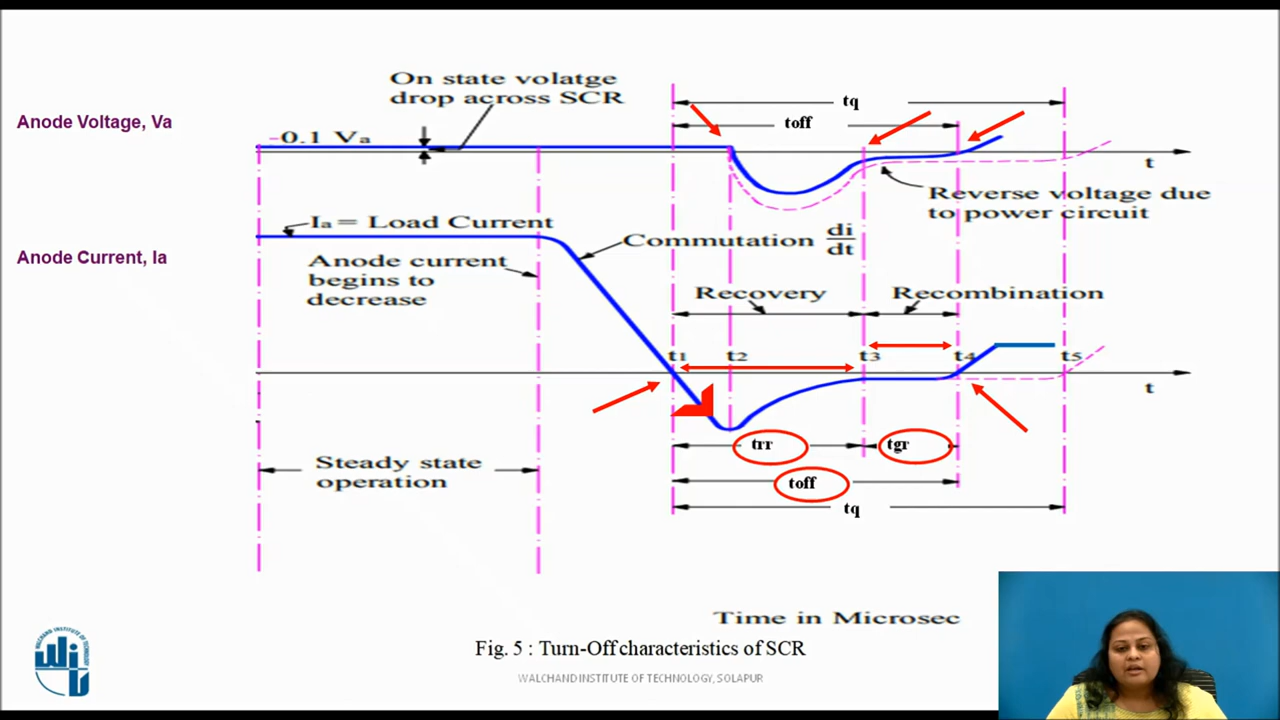 On state volatge
drop across SCR
tq
Anode Voltage, Va
toff
-0.1 Va
t
Reverse voltage due
to power circuit
Ia = Load Current
Commutation di/dt
Anode Current, Ia
Anode current
begins to
decrease
Recovery
Recombination
t1
t2
t3
t4
t5
t
trr
tgr
Steady state
operation
toff
tq
Time in Microsec
Fig. 5 : Turn-Off characteristics of SCR
WALCHAND INSTITUTE OF TECHNOLOGY, SOLAPUR